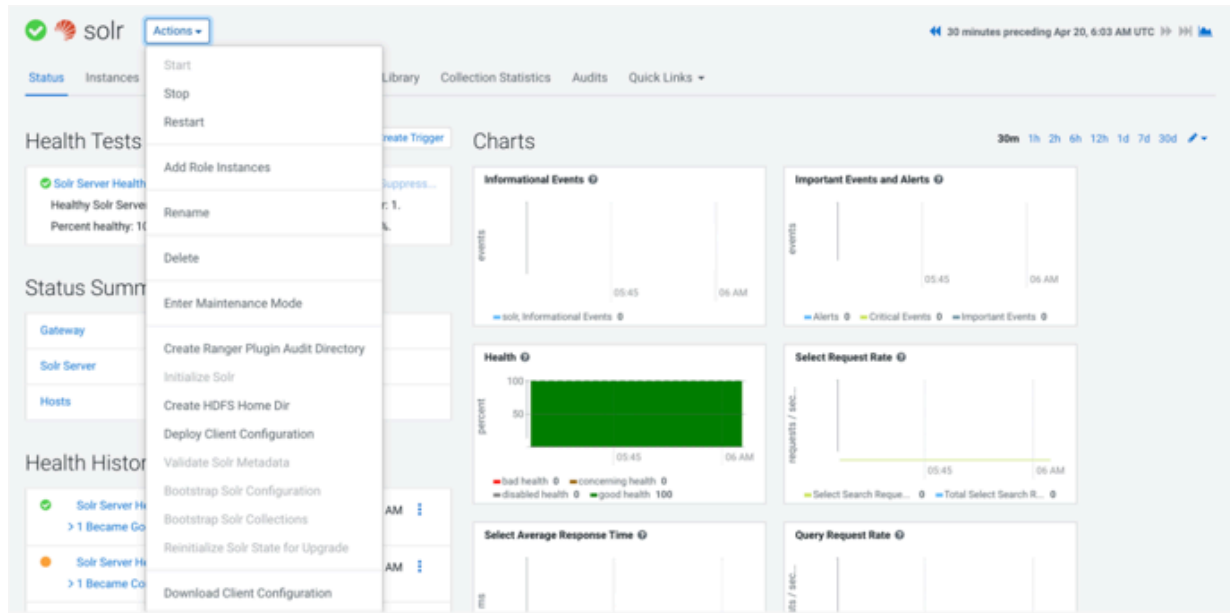 solr
Actions
30 minutes preceding Apr 20, 6:03 AM UTC
Status Instances Library Collection Statistics Audits Quick Links
Start
Stop
Restart
Add Role Instances
Rename
Delete
Enter Maintenance Mode
Create Ranger Plugin Audit Directory
Initialize Solr
Create HDFS Home Dir
Deploy Client Configuration
Validate Solr Metadata
Bootstrap Solr Configuration
Bootstrap Solr Collections
Reinitialize Solr State for Upgrade
Download Client Configuration
Health Tests
Create Trigger
Solr Server Health Suppress...
Healthy Solr Serve r: 1.
Percent healthy: 10 %.
Status Summ
Gateway
Solr Server
Hosts
Health Histor
Solr Server He AM
> 1 Became Go
Solr Server He AM
> 1 Became Co
Charts
30m 1h 2h 6h 12h 1d 7d 30d
Informational Events
events
05:45 06 AM
solr, Informational Events 0
Important Events and Alerts
events
05:45 06 AM
Alerts 0 Critical Events 0 Important Events 0
Health
percent
100
50
05:45 06 AM
bad health 0 concerning health 0
disabled health 0 good health 100
Select Request Rate
requests / sec...
05:45 06 AM
Select Search Reque... 0 Total Select Search R... 0
Select Average Response Time
ms
Query Request Rate
sts / sec...